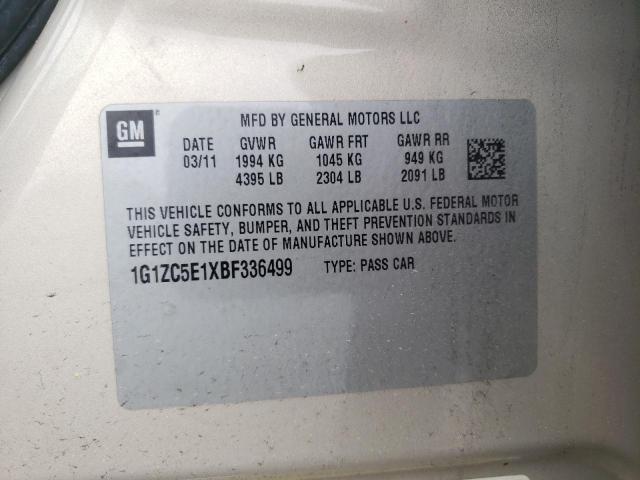 GM
MFD BY GENERAL MOTORS LLC
DATE GVWR GAWR FRT GAWR RR
03/11 1994 KG 1045 KG 949 KG
4395 LB 2304 LB 2091 LB
THIS VEHICLE CONFORMS TO ALL APPLICABLE U.S. FEDERAL MOTOR
VEHICLE SAFETY, BUMPER, AND THEFT PREVENTION STANDARDS IN
EFFECT ON THE DATE OF MANUFACTURE SHOWN ABOVE.
1G1ZC5E1XBF336499 TYPE: PASS CAR